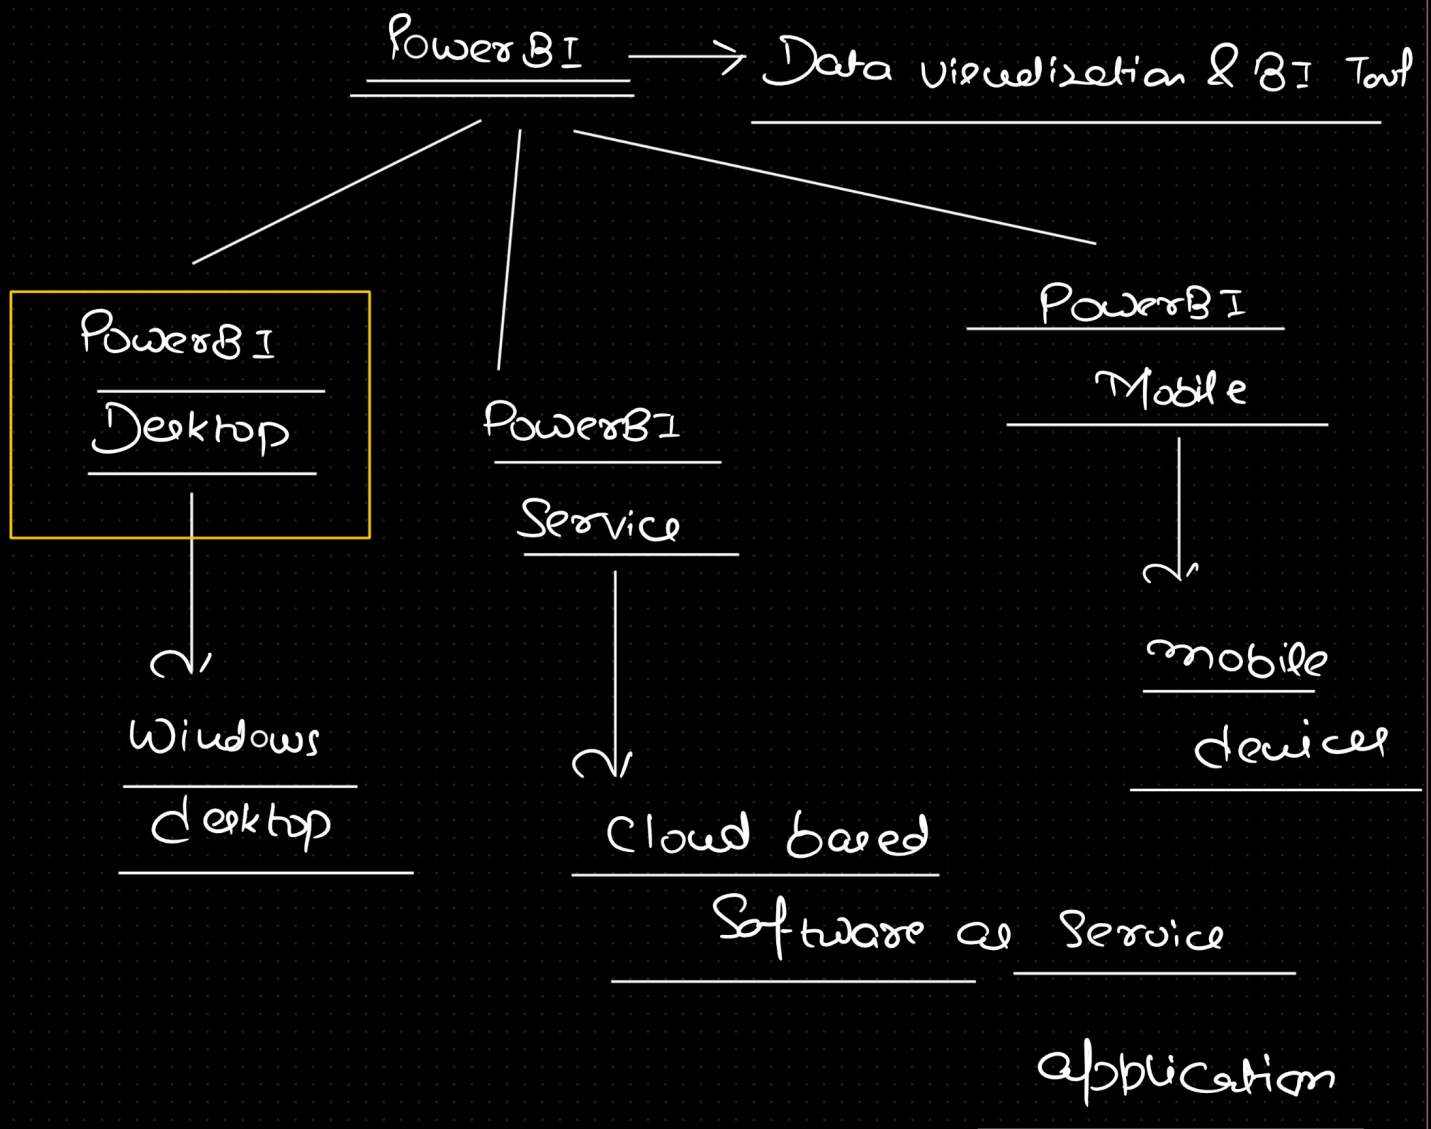 PowerBI → Data visualization & BI Tool
PowerBI
Desktop
PowerBI
Service
PowerBI
Mobile
Windows
desktop
Cloud based
Software as Service
application
mobile
devices